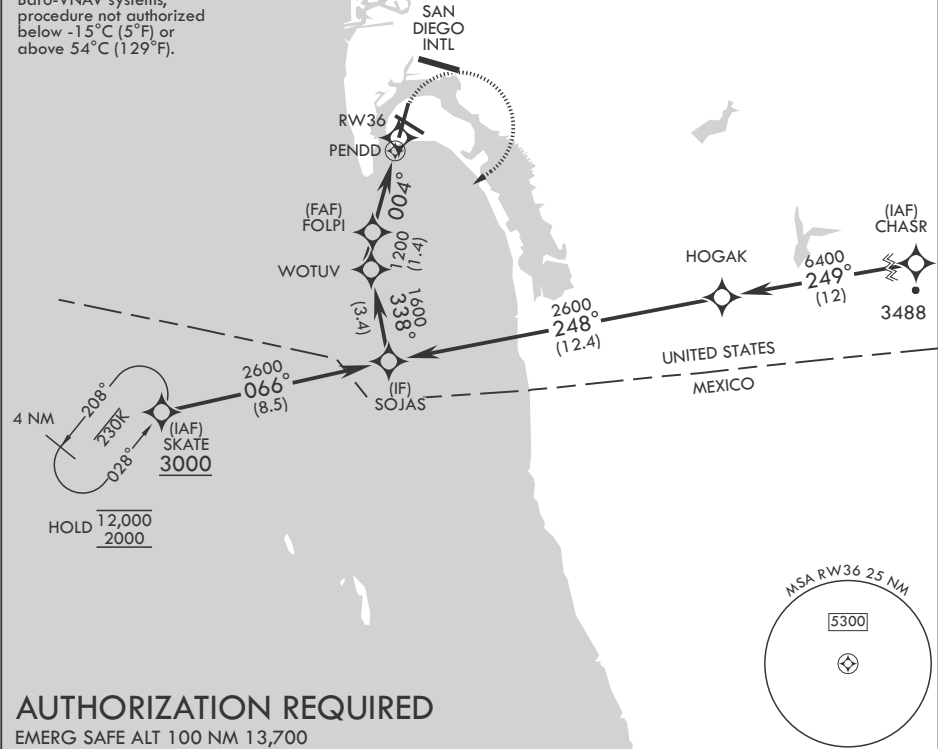 Baro-VNAV systems,
procedure not authorized
below -15°C (5°F) or
above 54°C (129°F).
SAN
DIEGO
INTL
RW36
PENDD
004°
(FAF)
FOLPI
1200
(1.4)
WOTUV
1600
338°
(3.4)
(IAF)
CHASR
HOGAK
6400
249°
(12)
3488
2600
248°
(12.4)
UNITED STATES
MEXICO
2600
066°
(8.5)
(IF)
SOJAS
208°
4 NM
230K
028°
(IAF)
SKATE
3000
HOLD 12,000
2000
MSA RW36 25 NM
5300
AUTHORIZATION REQUIRED
EMERG SAFE ALT 100 NM 13,700